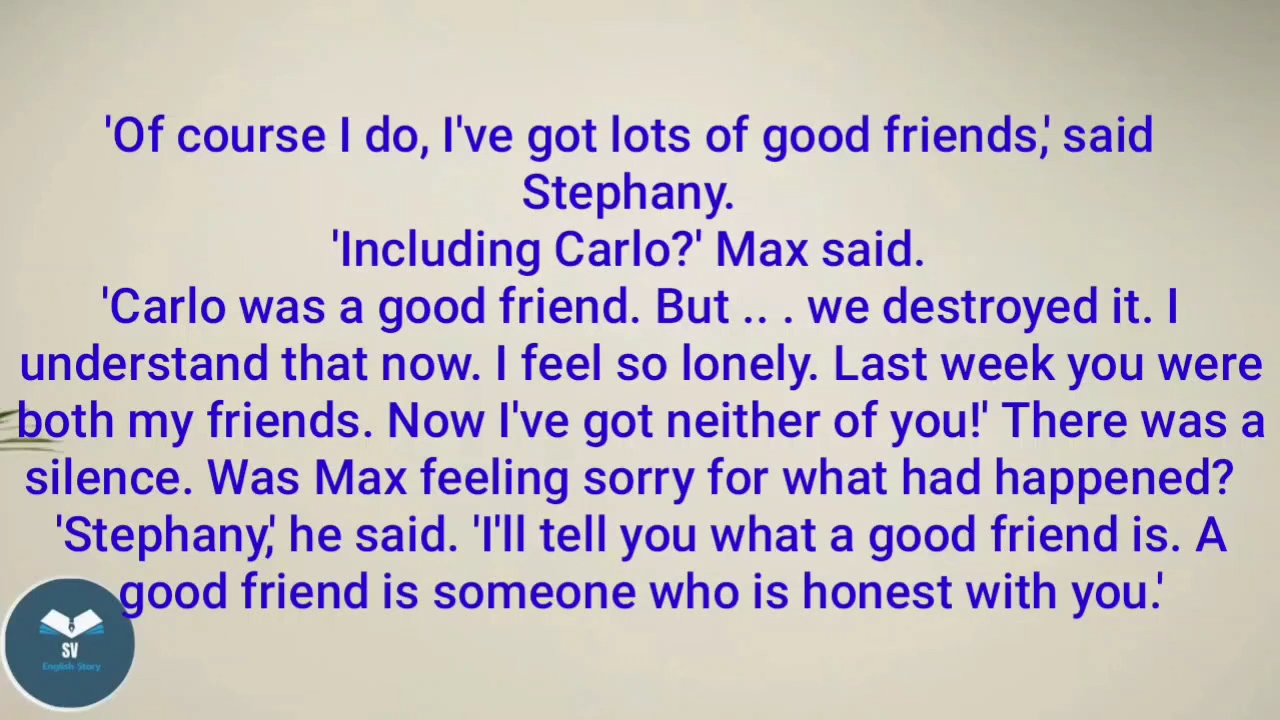 'Of course I do, I've got lots of good friends,' said
Stephany.
'Including Carlo?' Max said.
'Carlo was a good friend. But .. . we destroyed it. I
understand that now. I feel so lonely. Last week you were
both my friends. Now I've got neither of you!' There was a
silence. Was Max feeling sorry for what had happened?
'Stephany,' he said. 'I'll tell you what a good friend is. A
good friend is someone who is honest with you.'
SV
English Story